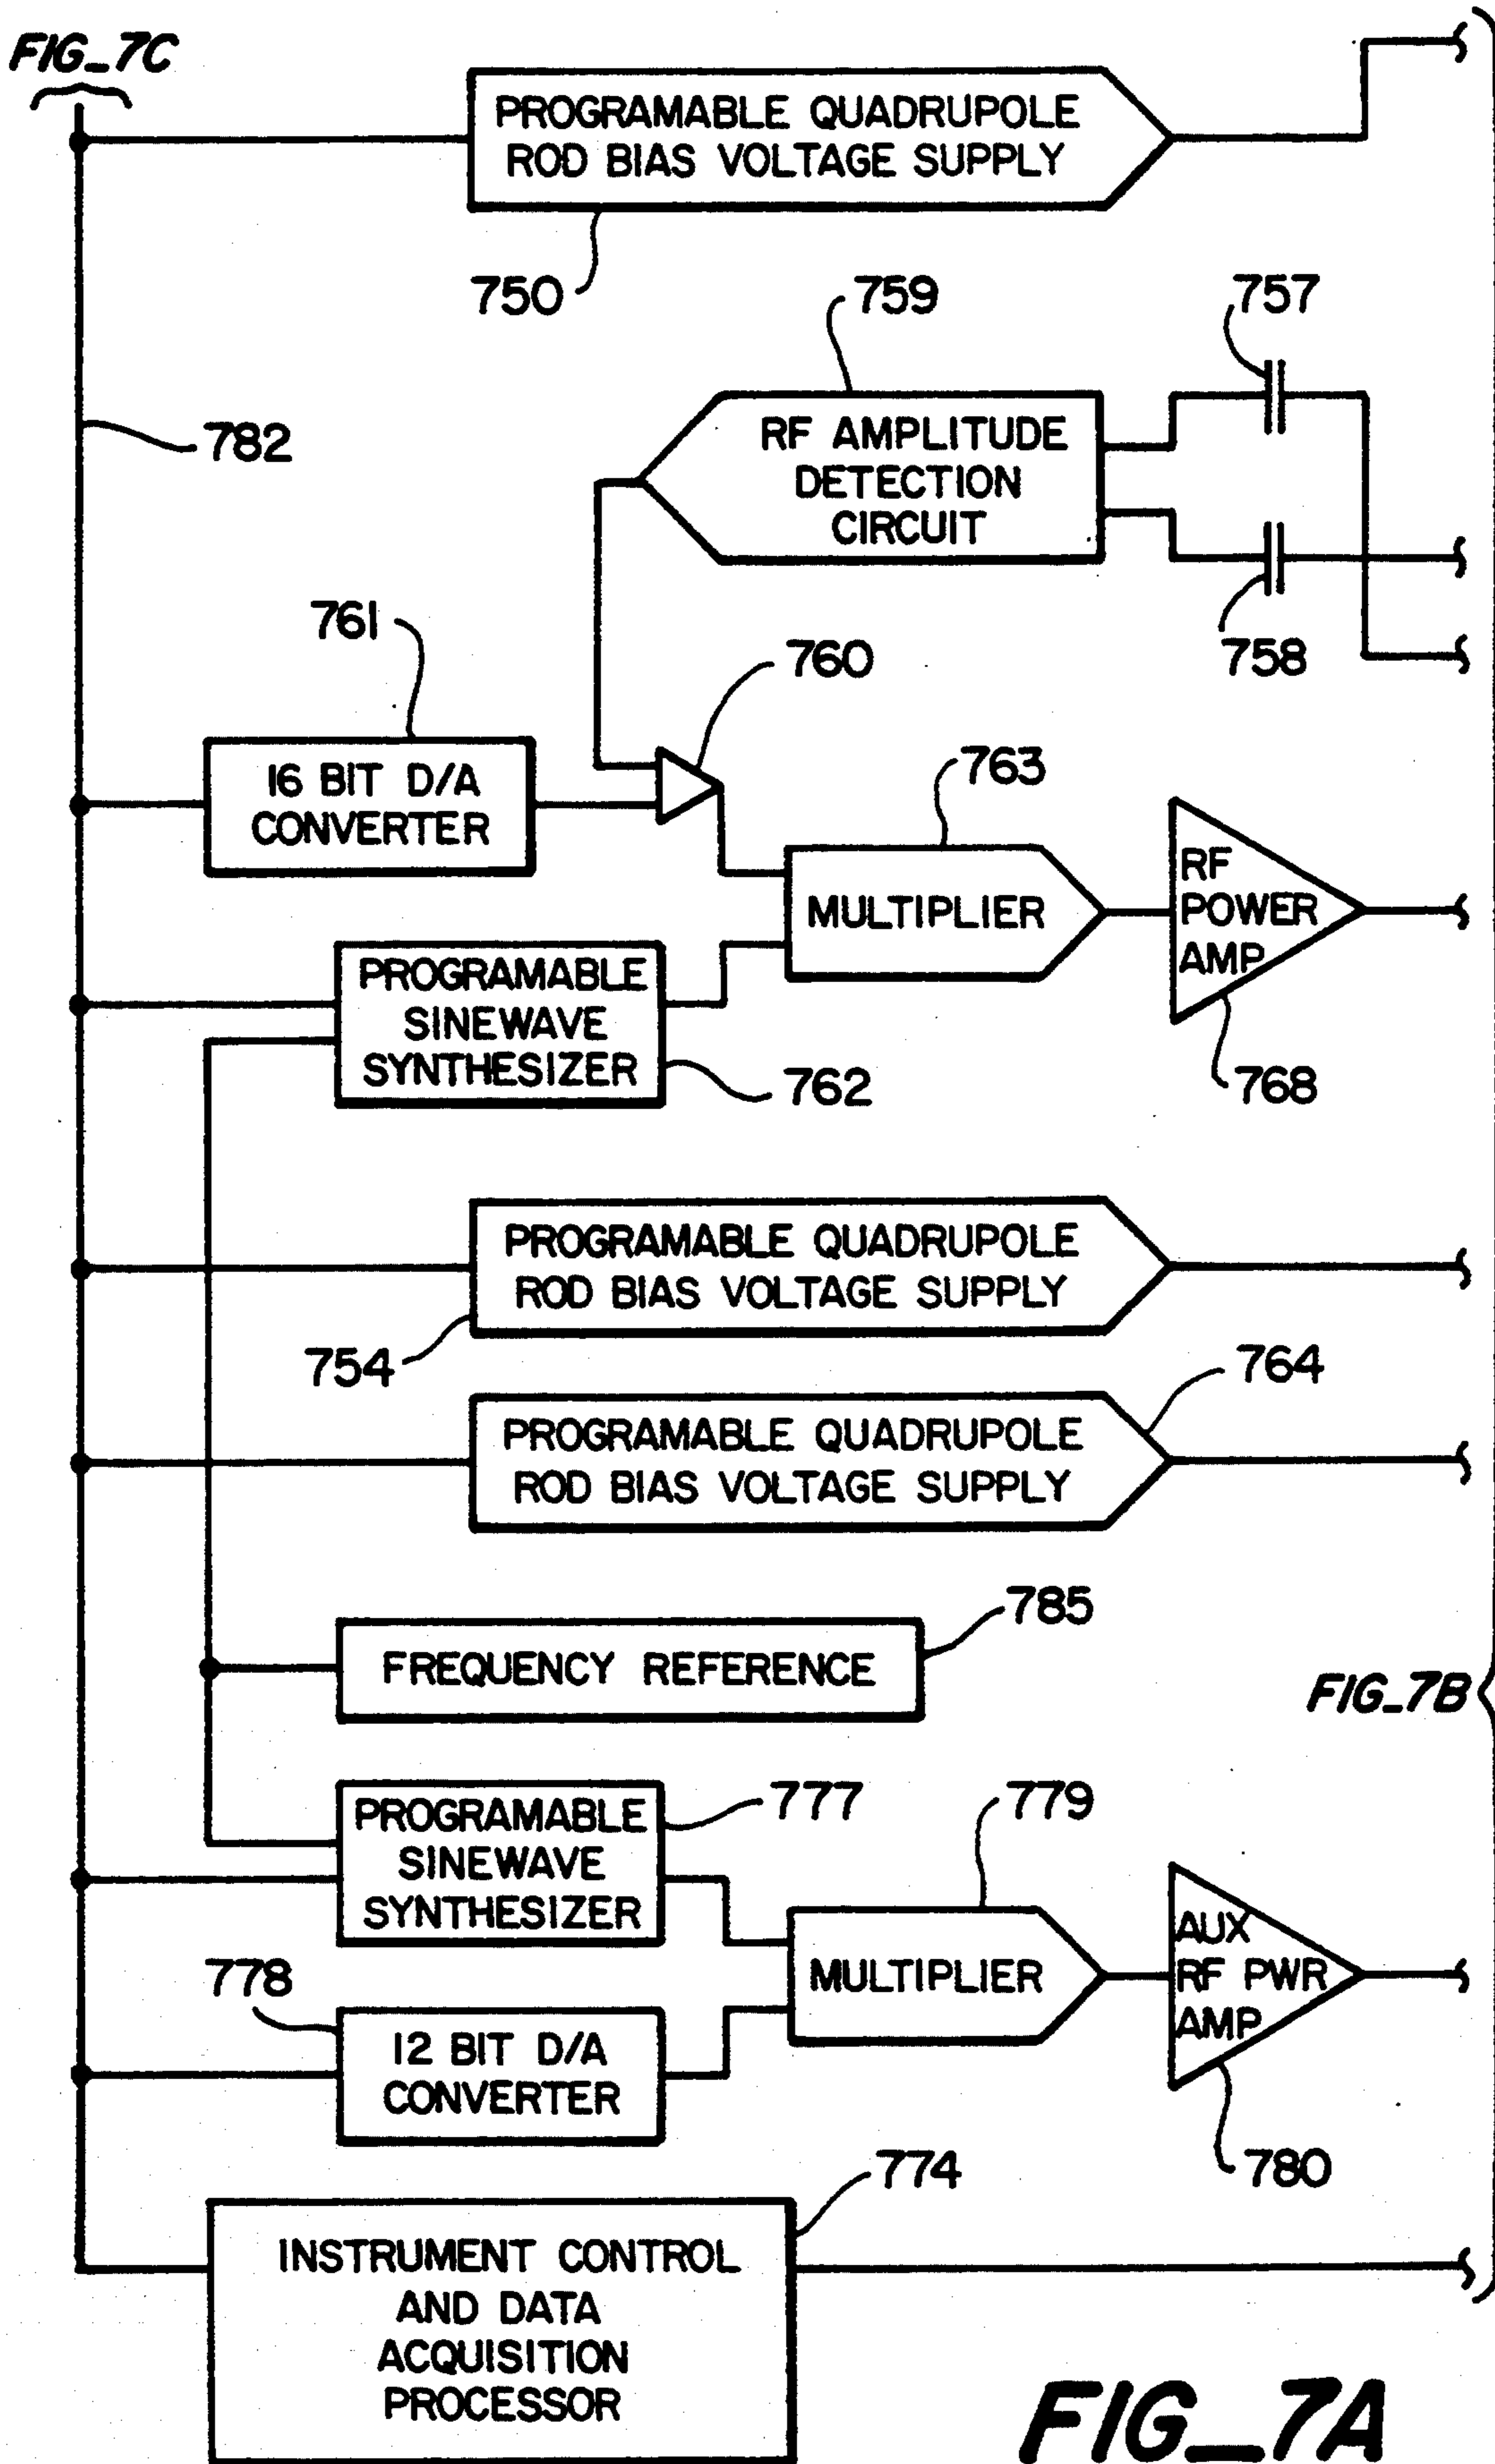 FIG_7C
PROGRAMABLE QUADRUPOLE
ROD BIAS VOLTAGE SUPPLY
750
759
757
RF AMPLITUDE
DETECTION
CIRCUIT
782
758
761
760
16 BIT D/A
CONVERTER
763
MULTIPLIER
RF
POWER
AMP
PROGRAMABLE
SINEWAVE
SYNTHESIZER
762
768
PROGRAMABLE QUADRUPOLE
ROD BIAS VOLTAGE SUPPLY
754
764
PROGRAMABLE QUADRUPOLE
ROD BIAS VOLTAGE SUPPLY
785
FREQUENCY REFERENCE
FIG_7B
PROGRAMABLE
SINEWAVE
SYNTHESIZER
777
779
MULTIPLIER
AUX
RF PWR
AMP
778
12 BIT D/A
CONVERTER
780
774
INSTRUMENT CONTROL
AND DATA
ACQUISITION
PROCESSOR
FIG_7A